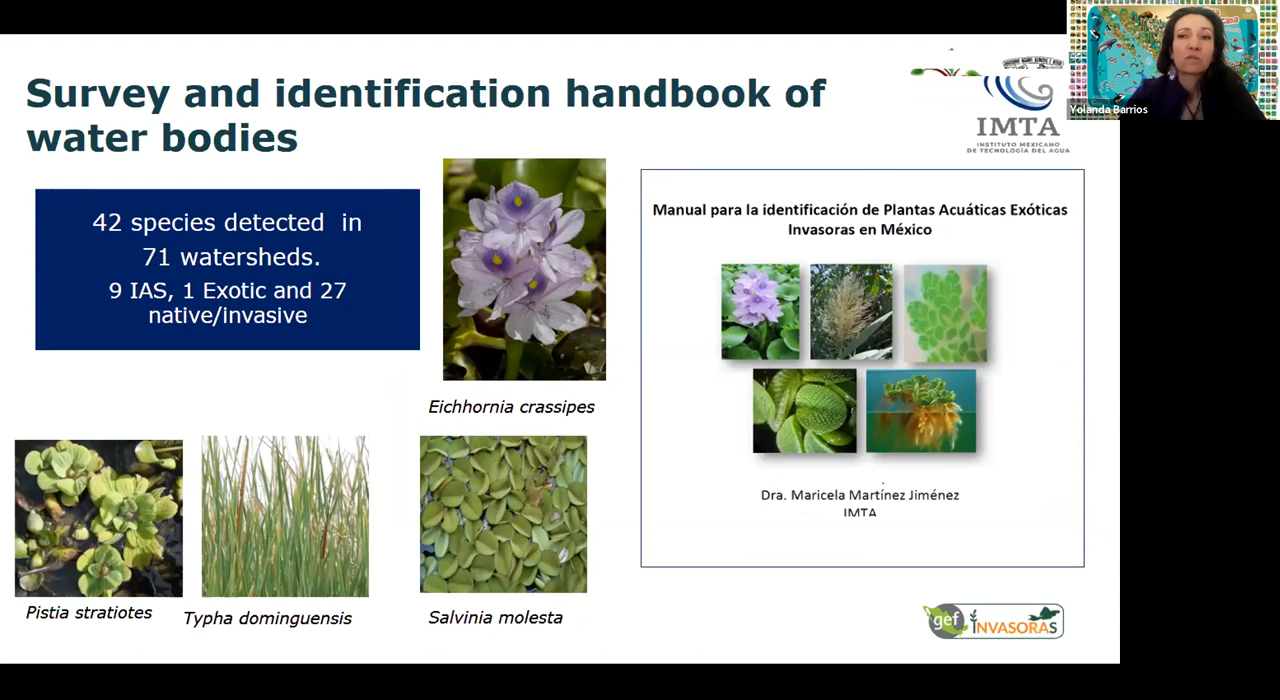 Survey and identification handbook of
water bodies
IMTA
INSTITUTO MEXICANO
DE TECNOLOGÍA DEL AGUA
Yolanda Barrios
42 species detected in
71 watersheds.
9 IAS, 1 Exotic and 27
native/invasive
Eichhornia crassipes
Manual para la identificación de Plantas Acuáticas Exóticas
Invasoras en México
Dra. Maricela Martínez Jiménez
IMTA
Pistia stratiotes
Typha dominguensis
Salvinia molesta
gef INVASORAS